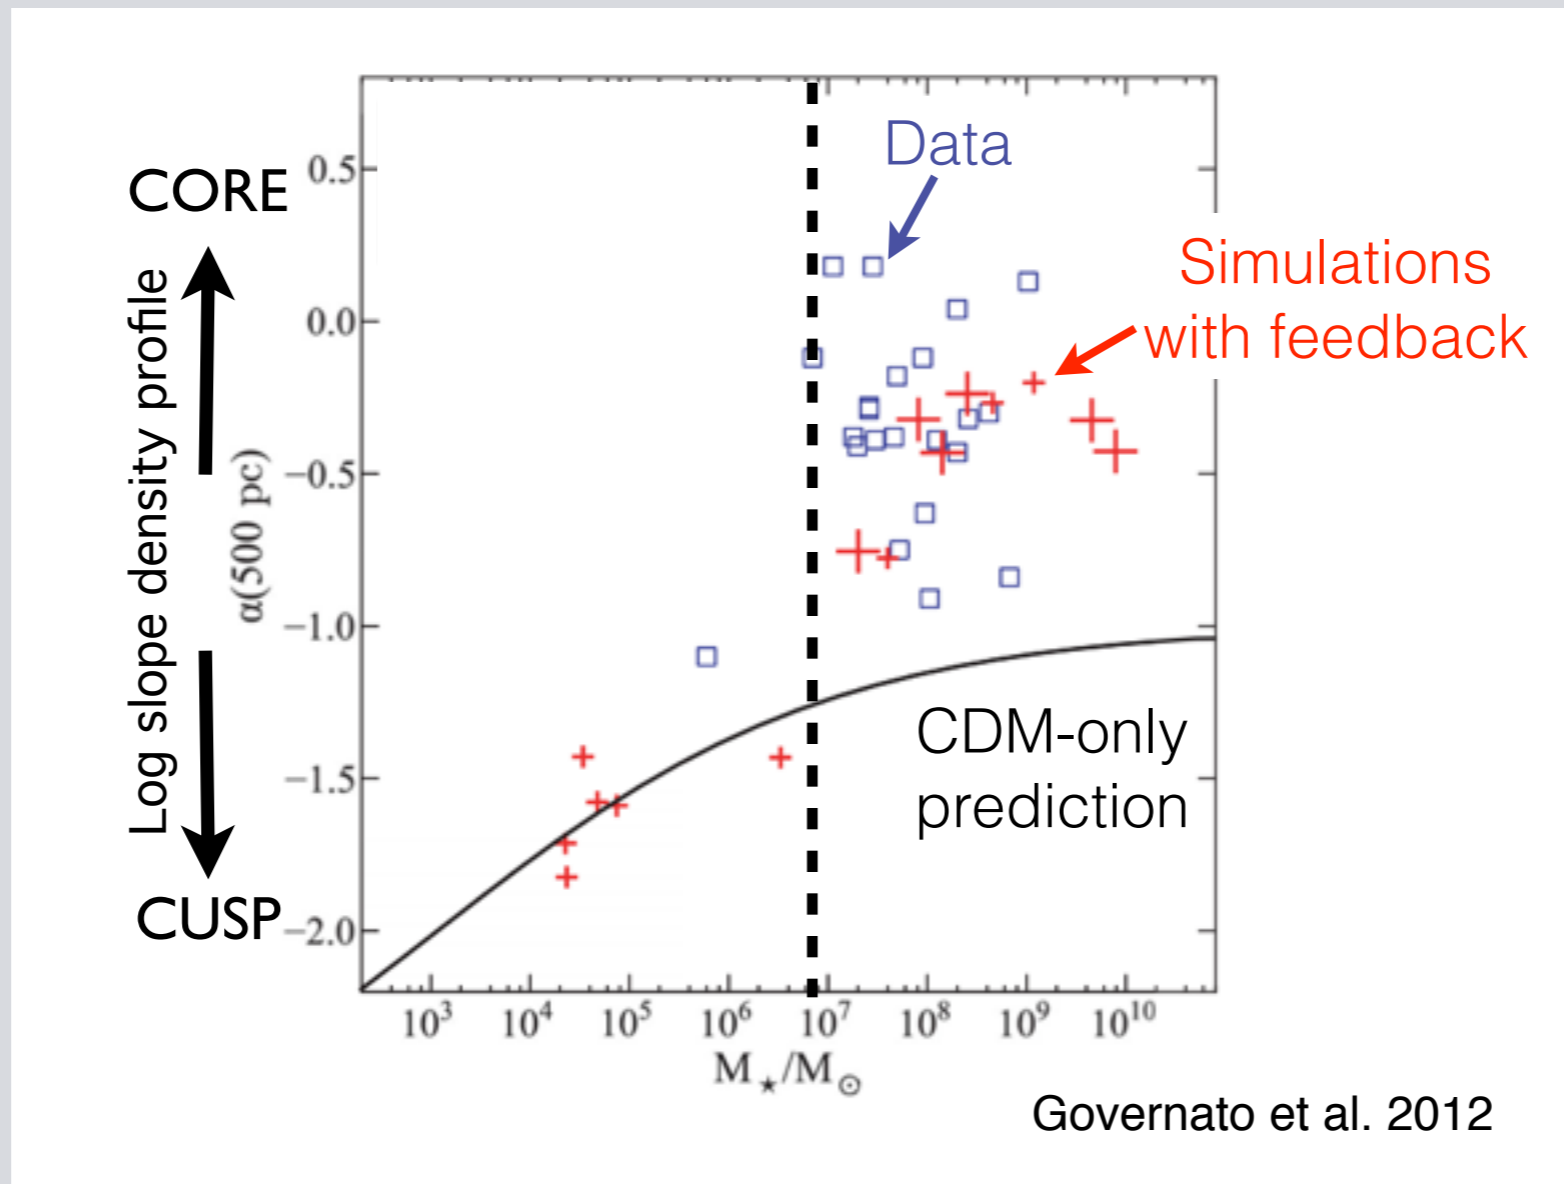 CORE
Log slope density profile
CUSP
α(500 pc)
0.5
0.0
−0.5
−1.0
−1.5
−2.0
Data
Simulations
with feedback
CDM-only
prediction
10³ 10⁴ 10⁵ 10⁶ 10⁷ 10⁸ 10⁹ 10¹⁰
M⋆/M☉
Governato et al. 2012